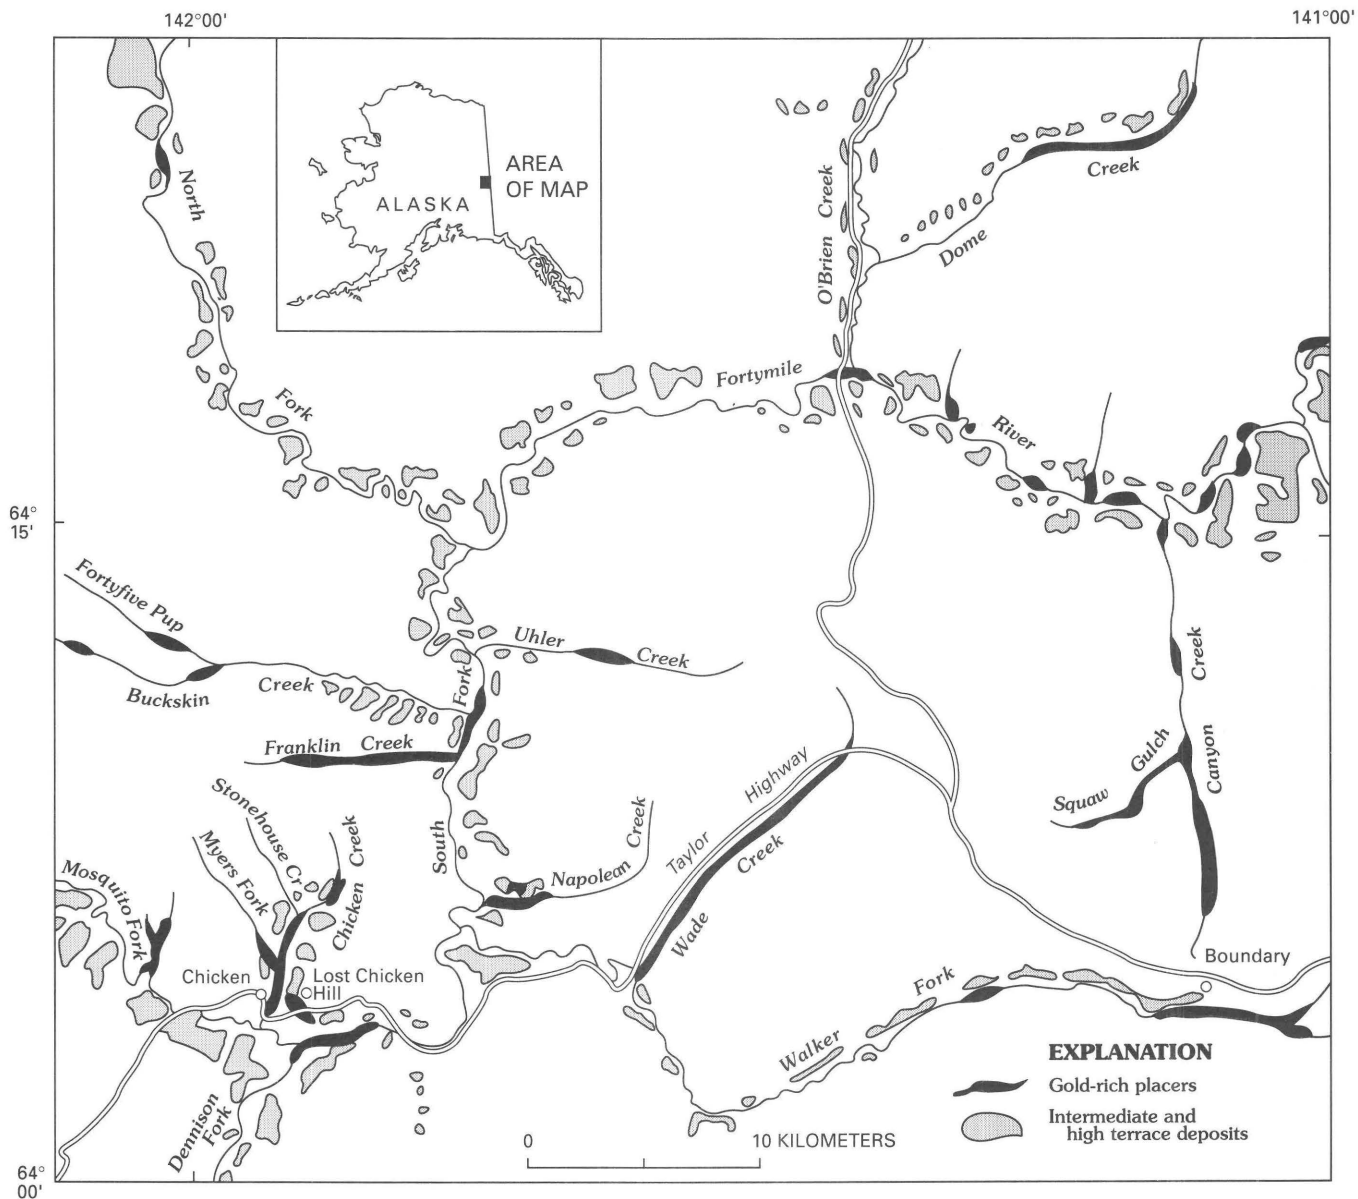 142°00'
141°00'
AREA
OF MAP
ALASKA
North
Fork
O'Brien Creek
Creek
Dome
Fortymile
River
64°
15'
Fortyfive Pup
Buckskin
Creek
Uhler
Creek
Fork
Franklin Creek
South
Stonehouse Cr
Myers Fork
Chicken Creek
Mosquito Fork
Napolean Creek
Taylor Highway
Wade Creek
Creek
Canyon
Squaw Gulch
Chicken
Lost Chicken
Hill
Boundary
Walker Fork
Dennison
Fork
EXPLANATION
Gold-rich placers
Intermediate and
high terrace deposits
0
10 KILOMETERS
64°
00'